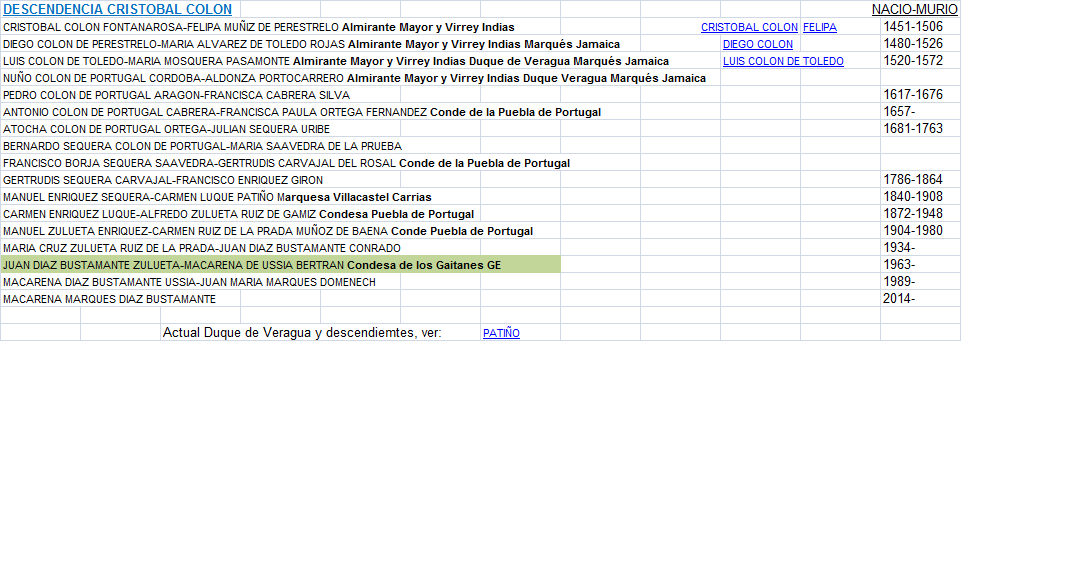 DESCENDENCIA CRISTOBAL COLON NACIO-MURIO
CRISTOBAL COLON FONTANAROSA-FELIPA MUÑIZ DE PERESTRELO Almirante Mayor y Virrey Indias CRISTOBAL COLON FELIPA 1451-1506
DIEGO COLON DE PERESTRELO-MARIA ALVAREZ DE TOLEDO ROJAS Almirante Mayor y Virrey Indias Marqués Jamaica DIEGO COLON 1480-1526
LUIS COLON DE TOLEDO-MARIA MOSQUERA PASAMONTE Almirante Mayor y Virrey Indias Duque de Veragua Marqués Jamaica LUIS COLON DE TOLEDO 1520-1572
NUÑO COLON DE PORTUGAL CORDOBA-ALDONZA PORTOCARRERO Almirante Mayor y Virrey Indias Duque Veragua Marqués Jamaica
PEDRO COLON DE PORTUGAL ARAGON-FRANCISCA CABRERA SILVA 1617-1676
ANTONIO COLON DE PORTUGAL CABRERA-FRANCISCA PAULA ORTEGA FERNANDEZ Conde de la Puebla de Portugal 1657-
ATOCHA COLON DE PORTUGAL ORTEGA-JULIAN SEQUERA URIBE 1681-1763
BERNARDO SEQUERA COLON DE PORTUGAL-MARIA SAAVEDRA DE LA PRUEBA
FRANCISCO BORJA SEQUERA SAAVEDRA-GERTRUDIS CARVAJAL DEL ROSAL Conde de la Puebla de Portugal
GERTRUDIS SEQUERA CARVAJAL-FRANCISCO ENRIQUEZ GIRON 1786-1864
MANUEL ENRIQUEZ SEQUERA-CARMEN LUQUE PATIÑO Marquesa Villacastel Carrias 1840-1908
CARMEN ENRIQUEZ LUQUE-ALFREDO ZULUETA RUIZ DE GAMIZ Condesa Puebla de Portugal 1872-1948
MANUEL ZULUETA ENRIQUEZ-CARMEN RUIZ DE LA PRADA MUÑOZ DE BAENA Conde Puebla de Portugal 1904-1980
MARIA CRUZ ZULUETA RUIZ DE LA PRADA-JUAN DIAZ BUSTAMANTE CONRADO 1934-
JUAN DIAZ BUSTAMANTE ZULUETA-MACARENA DE USSIA BERTRAN Condesa de los Gaitanes GE 1963-
MACARENA DIAZ BUSTAMANTE USSIA-JUAN MARIA MARQUES DOMENECH 1989-
MACARENA MARQUES DIAZ BUSTAMANTE 2014-
Actual Duque de Veragua y descendiemtes, ver: PATIÑO